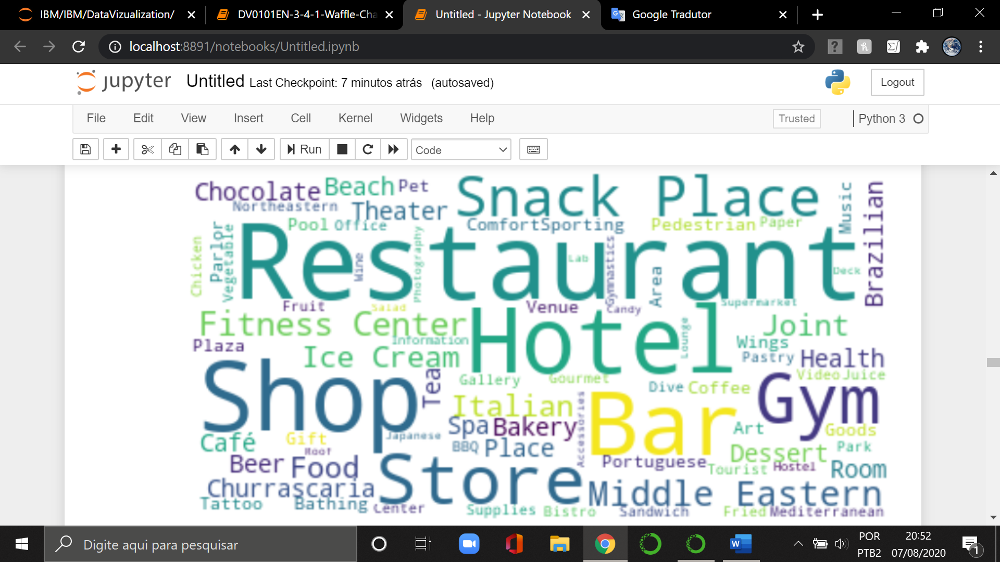 IBM/IBM/DataVizualization/
DV0101EN-3-4-1-Waffle-Cha
Untitled - Jupyter Notebook
Google Tradutor
localhost:8891/notebooks/Untitled.ipynb
jupyter Untitled Last Checkpoint: 7 minutos atrás (autosaved)
Logout
File Edit View Insert Cell Kernel Widgets Help
Trusted
Python 3
Run
Code
Chocolate Beach Pet Snack Place Music Brazilian
Northeastern Theater
Pool Office ComfortSporting Pedestrian Paper
Chicken Parlor Vegetable Restaurant Wine Photography Lab Gymnastics Area Deck
Fruit Salad Venue Candy Supermarket
Fitness Center Hotel Lounge Joint
Plaza Information Wings
Ice Cream Pastry Health
Shop Tea Gallery Gourmet Dive Coffee Video Juice
Italian Accessories Bar Gym
Spa Bakery Art Goods
Café Gift Japanese
Roof BBQ Place Dessert Park
Beer Food Store Portuguese Tourist Hostel Room
Churrascaria Middle Eastern
Tattoo Bathing Center Supplies Bistro Sandwich Fried Mediterranean
Digite aqui para pesquisar
POR
PTB2
20:52
07/08/2020
1